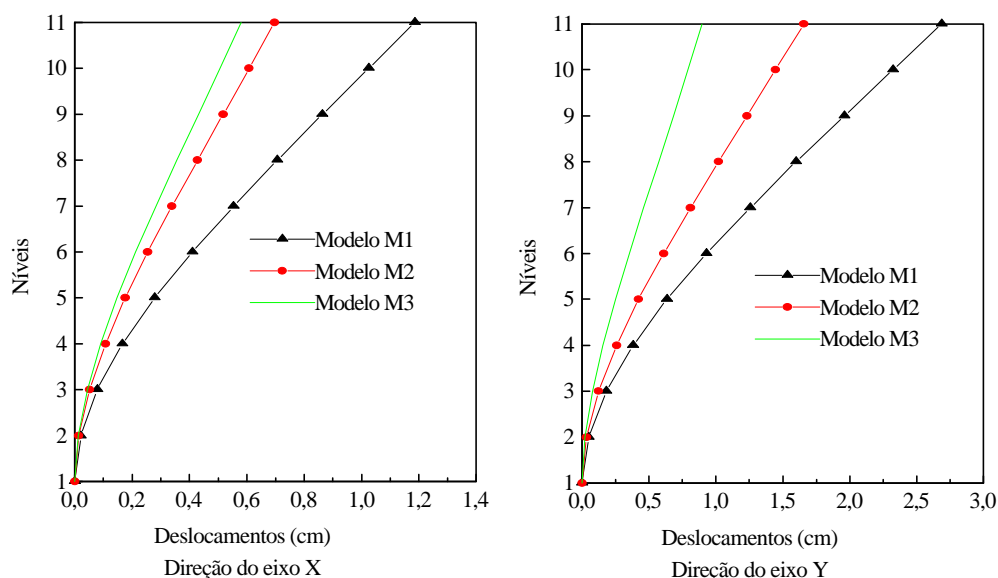 11
10
9
8
7
6
5
4
3
2
1
Níveis
Modelo M1
Modelo M2
Modelo M3
0,0 0,2 0,4 0,6 0,8 1,0 1,2 1,4
Deslocamentos (cm)
Direção do eixo X
11
10
9
8
7
6
5
4
3
2
1
Níveis
Modelo M1
Modelo M2
Modelo M3
0,0 0,5 1,0 1,5 2,0 2,5 3,0
Deslocamentos (cm)
Direção do eixo Y